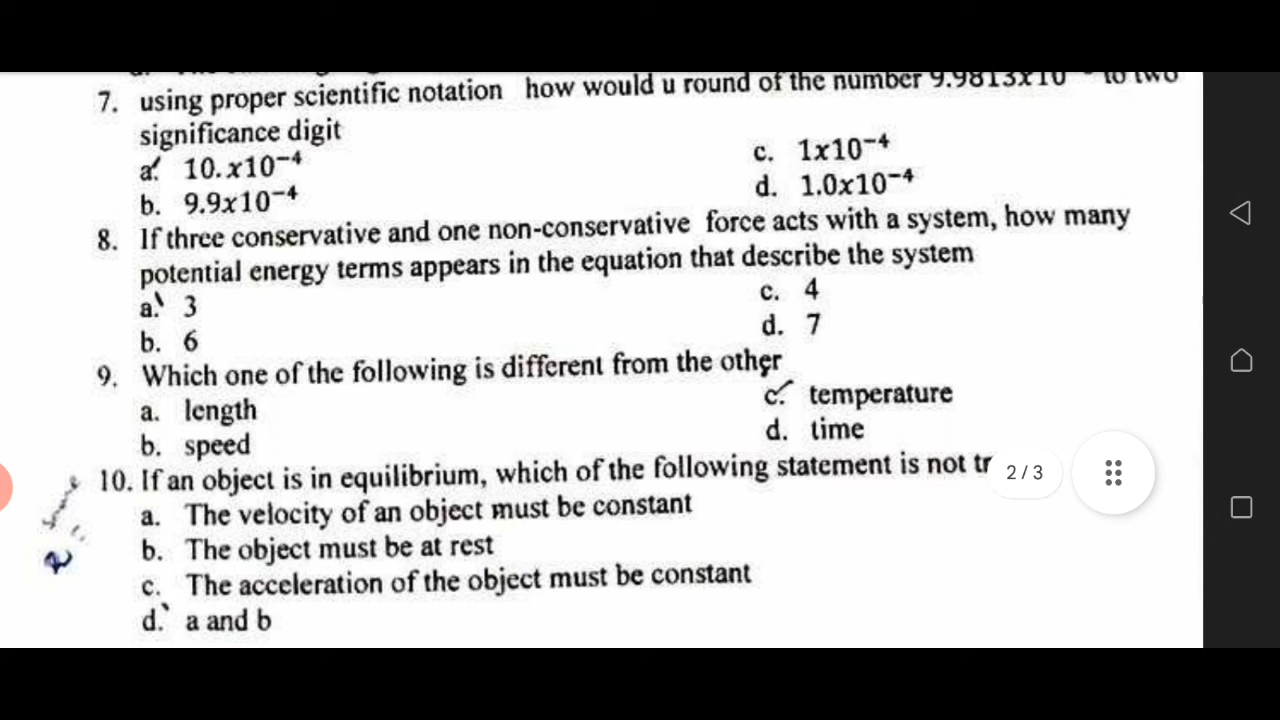 7. using proper scientific notation how would u round of the number 9.9813x10 to two
significance digit
a. 10.x10⁻⁴
c. 1x10⁻⁴
b. 9.9x10⁻⁴
d. 1.0x10⁻⁴
8. If three conservative and one non-conservative force acts with a system, how many
potential energy terms appears in the equation that describe the system
a. 3
c. 4
b. 6
d. 7
9. Which one of the following is different from the other
a. length
c. temperature
b. speed
d. time
10. If an object is in equilibrium, which of the following statement is not tr
2 / 3
a. The velocity of an object must be constant
b. The object must be at rest
c. The acceleration of the object must be constant
d. a and b